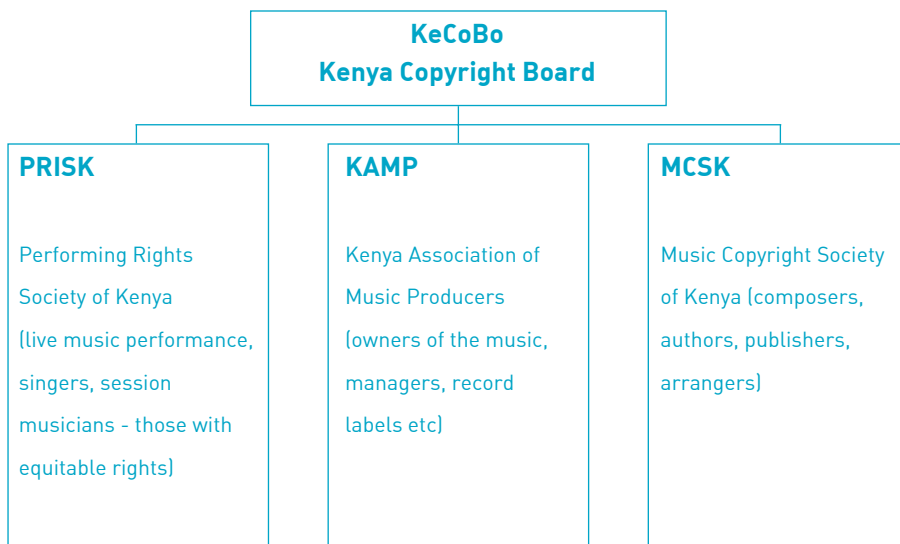 KeCoBo
Kenya Copyright Board
PRISK
Performing Rights
Society of Kenya
(live music performance,
singers, session
musicians - those with
equitable rights)
KAMP
Kenya Association of
Music Producers
(owners of the music,
managers, record
labels etc)
MCSK
Music Copyright Society
of Kenya (composers,
authors, publishers,
arrangers)